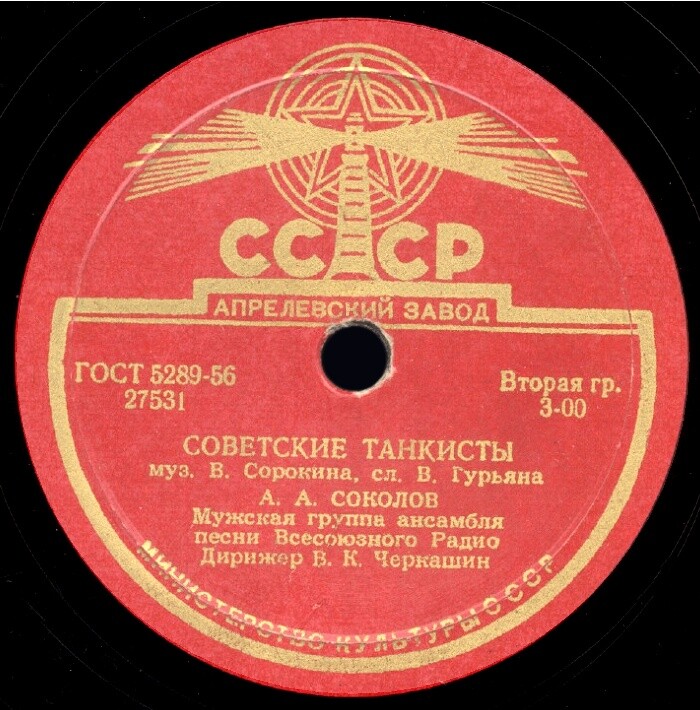 СССР
АПРЕЛЕВСКИЙ ЗАВОД
ГОСТ 5289-56
27531
Вторая гр.
3-00
СОВЕТСКИЕ ТАНКИСТЫ
муз. В. Сорокина, сл. В. Гурьяна
А. А. СОКОЛОВ
Мужская группа ансамбля
песни Всесоюзного Радио
Дирижер В. К. Черкашин
МИНИСТЕРСТВО КУЛЬТУРЫ СССР